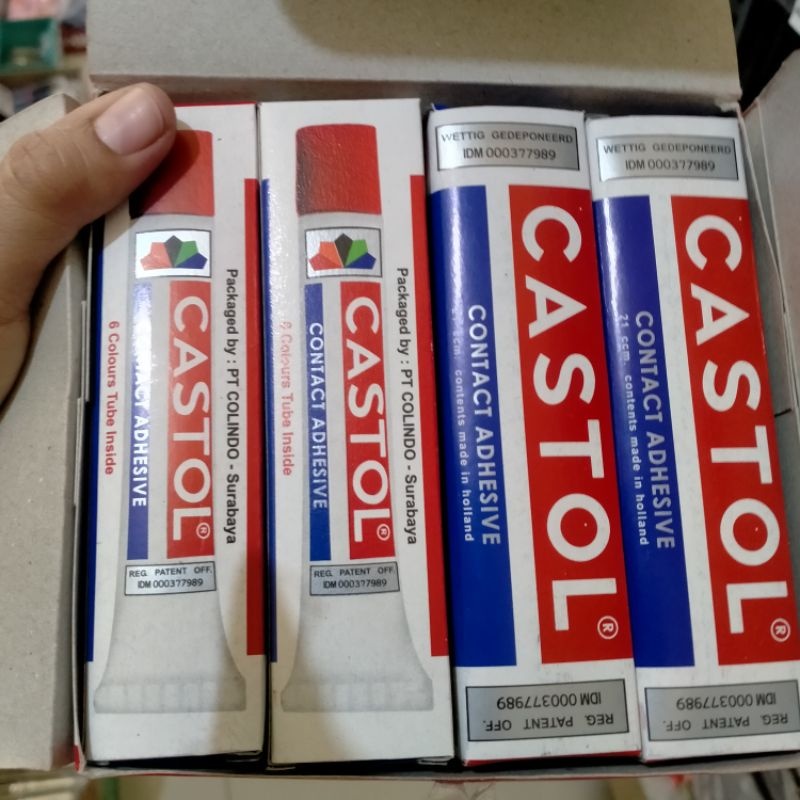 CASTOL®
CONTACT ADHESIVE
6 Colours Tube Inside
Packaged by : PT COLINDO - Surabaya
REG. PATENT OFF.
IDM 000377989
CASTOL®
CONTACT ADHESIVE
6 Colours Tube Inside
Packaged by : PT COLINDO - Surabaya
REG. PATENT OFF.
IDM 000377989
WETTIG GEDEPONEERD
IDM 000377989
CASTOL®
CONTACT ADHESIVE
21 ccm. contents made in holland
REG. PATENT OFF.
IDM 000377989
WETTIG GEDEPONEERD
IDM 000377989
CASTOL®
CONTACT ADHESIVE
21 ccm. contents made in holland
REG. PATENT OFF.
IDM 000377989